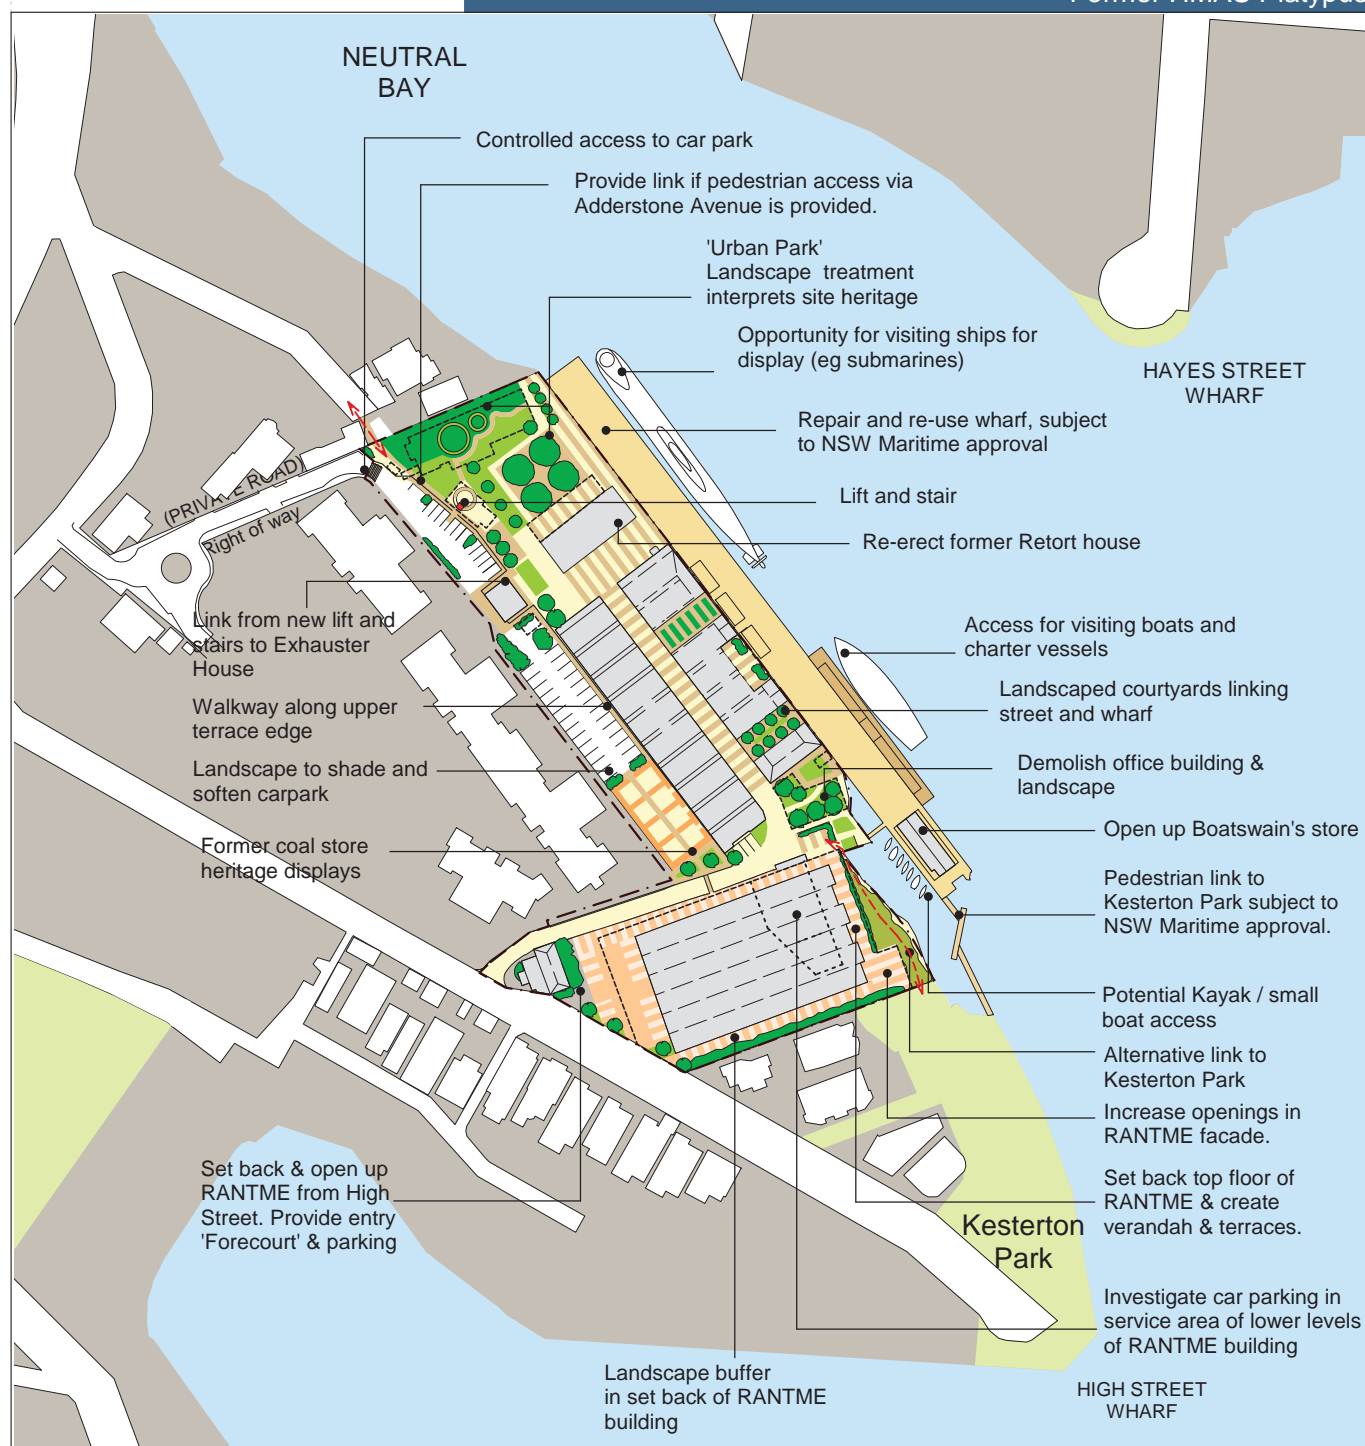 Former HMAS Platypus
NEUTRAL
BAY
Controlled access to car park
Provide link if pedestrian access via
Adderstone Avenue is provided.
'Urban Park'
Landscape treatment
interprets site heritage
Opportunity for visiting ships for
display (eg submarines)
HAYES STREET
WHARF
Repair and re-use wharf, subject
to NSW Maritime approval
Lift and stair
Re-erect former Retort house
(PRIVATE ROAD)
Right of way
Link from new lift and
stairs to Exhauster
House
Access for visiting boats and
charter vessels
Walkway along upper
terrace edge
Landscaped courtyards linking
street and wharf
Landscape to shade and
soften carpark
Demolish office building &
landscape
Former coal store
heritage displays
Open up Boatswain's store
Pedestrian link to
Kesterton Park subject to
NSW Maritime approval.
Potential Kayak / small
boat access
Alternative link to
Kesterton Park
Increase openings in
RANTME facade.
Set back & open up
RANTME from High
Street. Provide entry
'Forecourt' & parking
Set back top floor of
RANTME & create
verandah & terraces.
Kesterton
Park
Investigate car parking in
service area of lower levels
of RANTME building
Landscape buffer
in set back of RANTME
building
HIGH STREET
WHARF